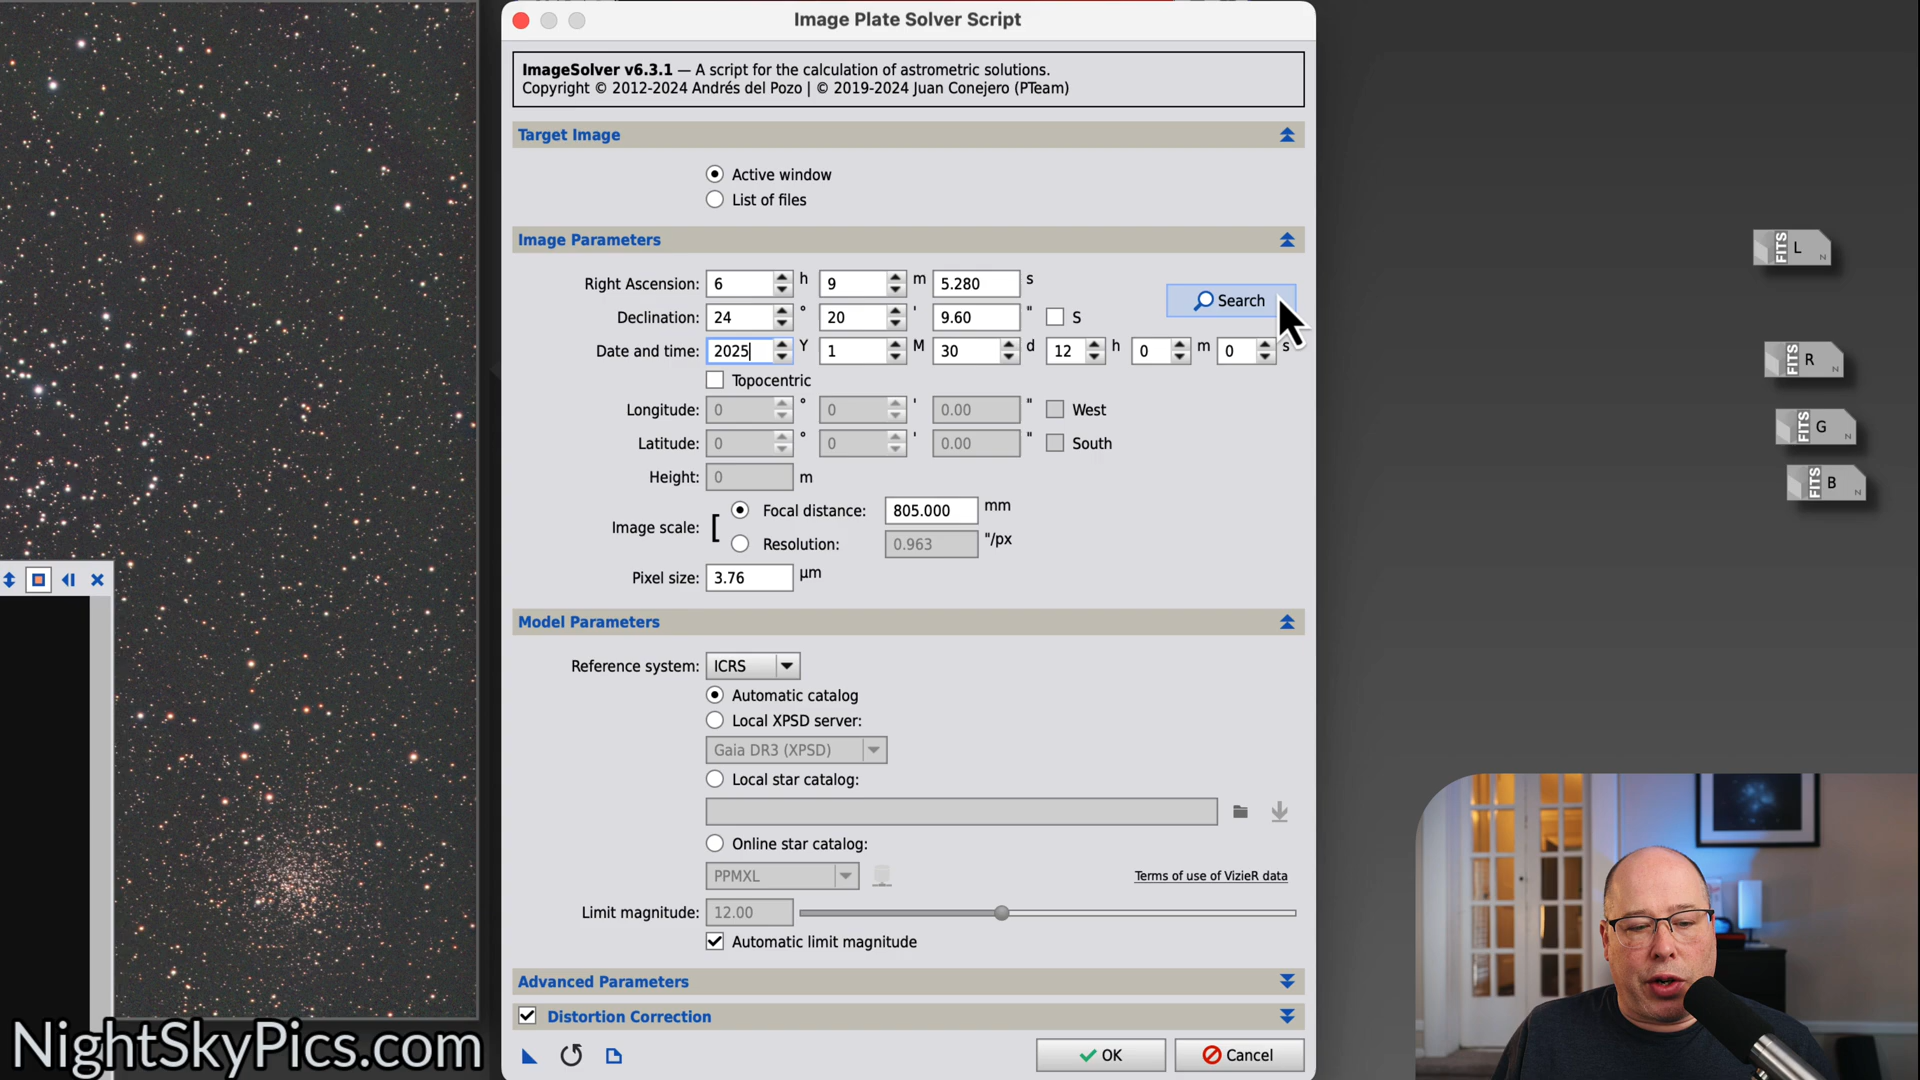 Image Plate Solver Script
ImageSolver v6.3.1 — A script for the calculation of astrometric solutions.
Copyright © 2012-2024 Andrés del Pozo | © 2019-2024 Juan Conejero (PTeam)
Target Image
Active window
List of files
Image Parameters
Right Ascension: 6 h 9 m 5.280 s
Search
Declination: 24 ° 20 ' 9.60 " S
Date and time: 2025 Y 1 M 30 d 12 h 0 m 0 s
Topocentric
Longitude: 0 ° 0 ' 0.00 " West
Latitude: 0 ° 0 ' 0.00 " South
Height: 0 m
Image scale: [ Focal distance: 805.000 mm
Resolution: 0.963 "/px
Pixel size: 3.76 µm
Model Parameters
Reference system: ICRS
Automatic catalog
Local XPSD server:
Gaia DR3 (XPSD)
Local star catalog:
Online star catalog:
PPMXL
Terms of use of VizieR data
Limit magnitude: 12.00
Automatic limit magnitude
Advanced Parameters
Distortion Correction
OK Cancel
FITS L N
FITS R N
FITS G N
FITS B N
NightSkyPics.com